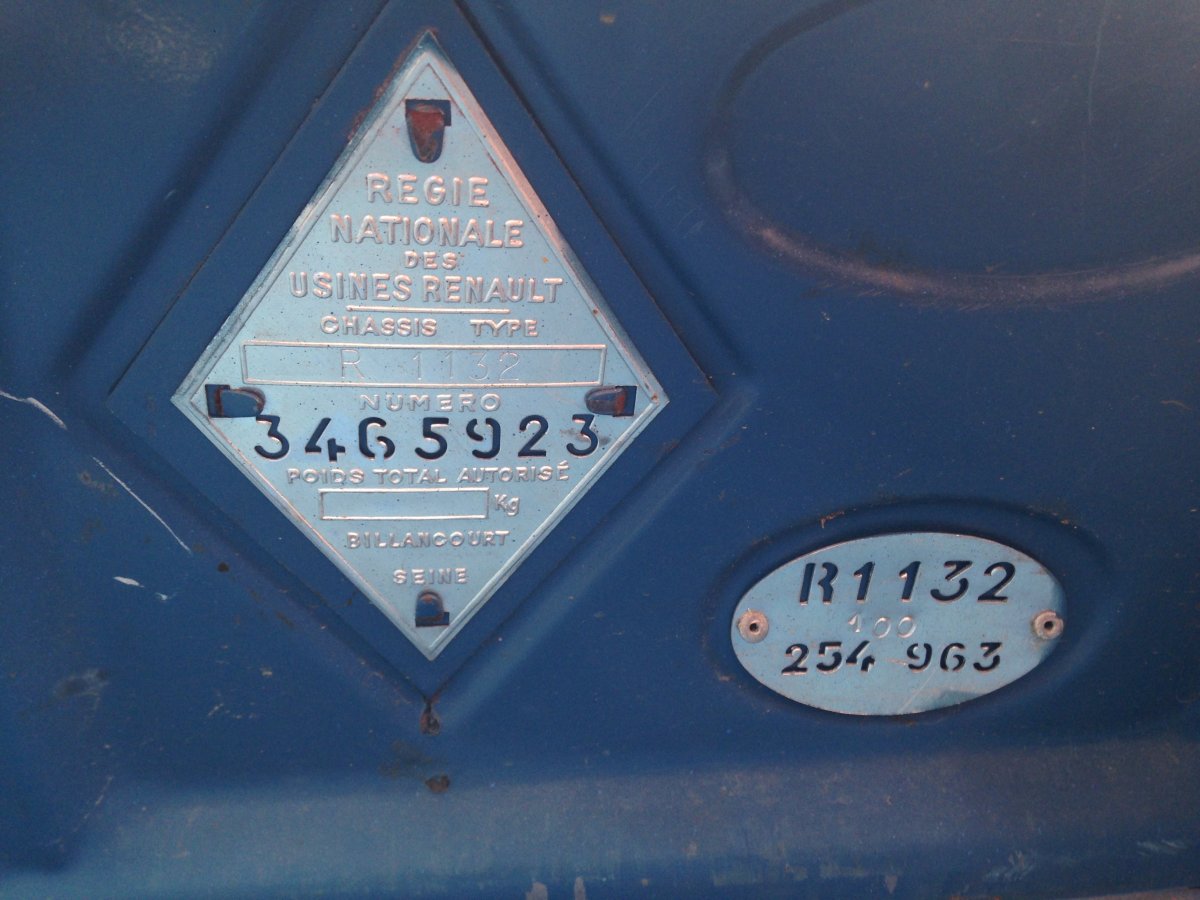 REGIE
NATIONALE
DES
USINES RENAULT
CHASSIS TYPE
R 1132
NUMERO
3465923
POIDS TOTAL AUTORISÉ
Kg
BILLANCOURT
SEINE
R1132
100
254 963